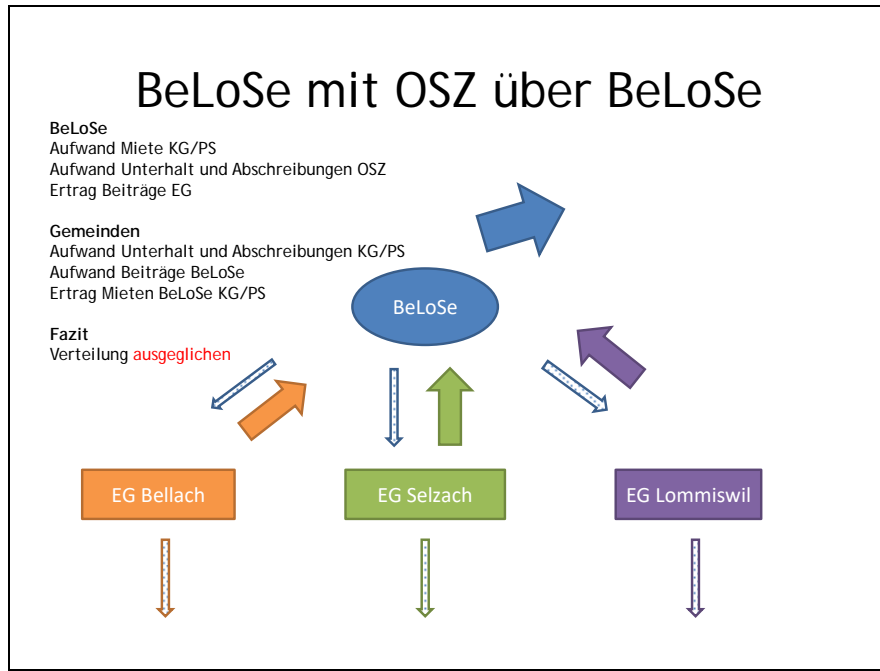 BeLoSe mit OSZ über BeLoSe
BeLoSe
Aufwand Miete KG/PS
Aufwand Unterhalt und Abschreibungen OSZ
Ertrag Beiträge EG
Gemeinden
Aufwand Unterhalt und Abschreibungen KG/PS
Aufwand Beiträge BeLoSe
Ertrag Mieten BeLoSe KG/PS
BeLoSe
Fazit
Verteilung ausgeglichen
EG Bellach
EG Selzach
EG Lommiswil